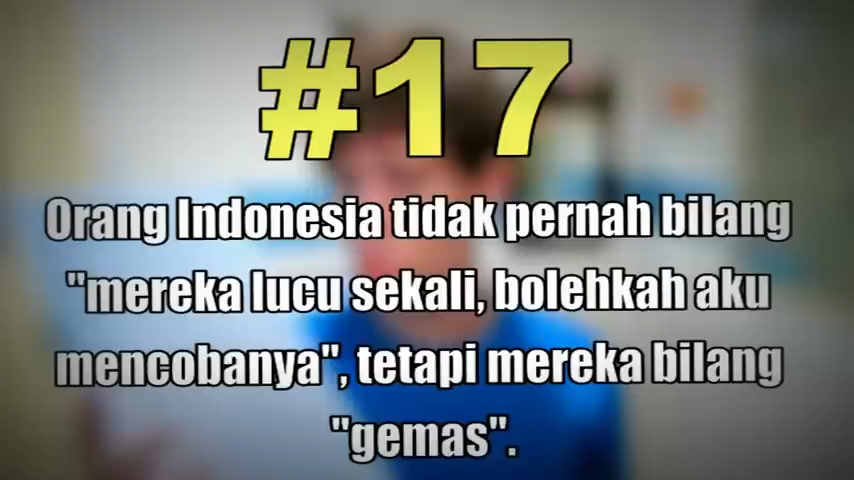 #17
Orang Indonesia tidak pernah bilang
"mereka lucu sekali, bolehkah aku
mencobanya", tetapi mereka bilang
"gemas".